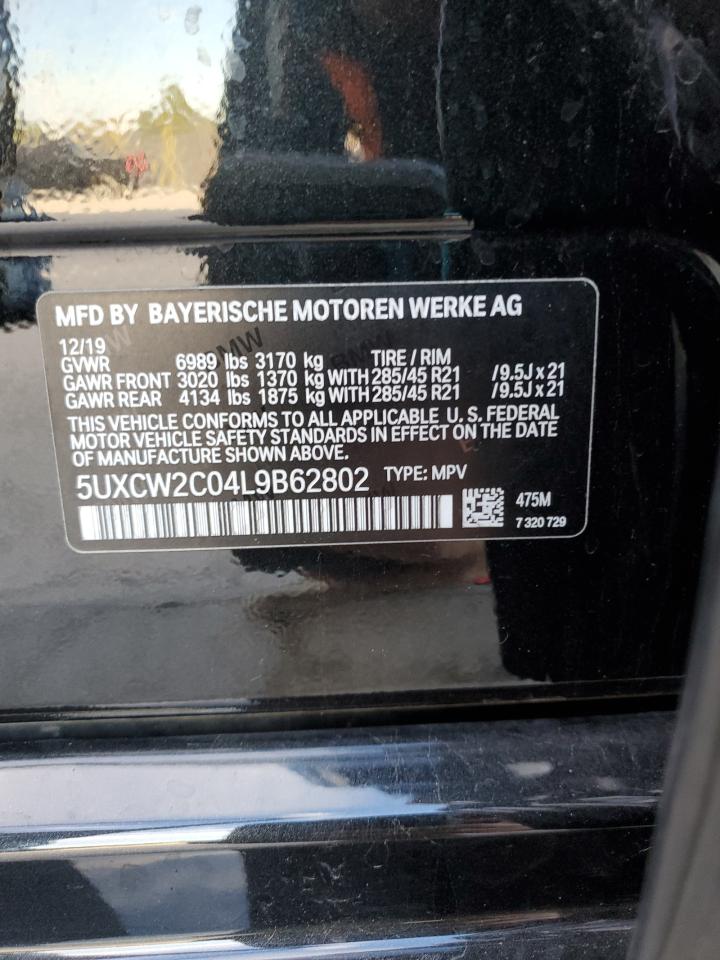 MFD BY BAYERISCHE MOTOREN WERKE AG
12/19
GVWR 6989 lbs 3170 kg TIRE / RIM
GAWR FRONT 3020 lbs 1370 kg WITH 285/45 R21 /9.5J x 21
GAWR REAR 4134 lbs 1875 kg WITH 285/45 R21 /9.5J x 21
THIS VEHICLE CONFORMS TO ALL APPLICABLE U. S. FEDERAL
MOTOR VEHICLE SAFETY STANDARDS IN EFFECT ON THE DATE
OF MANUFACTURE SHOWN ABOVE.
5UXCW2C04L9B62802 TYPE: MPV
475M
7 320 729